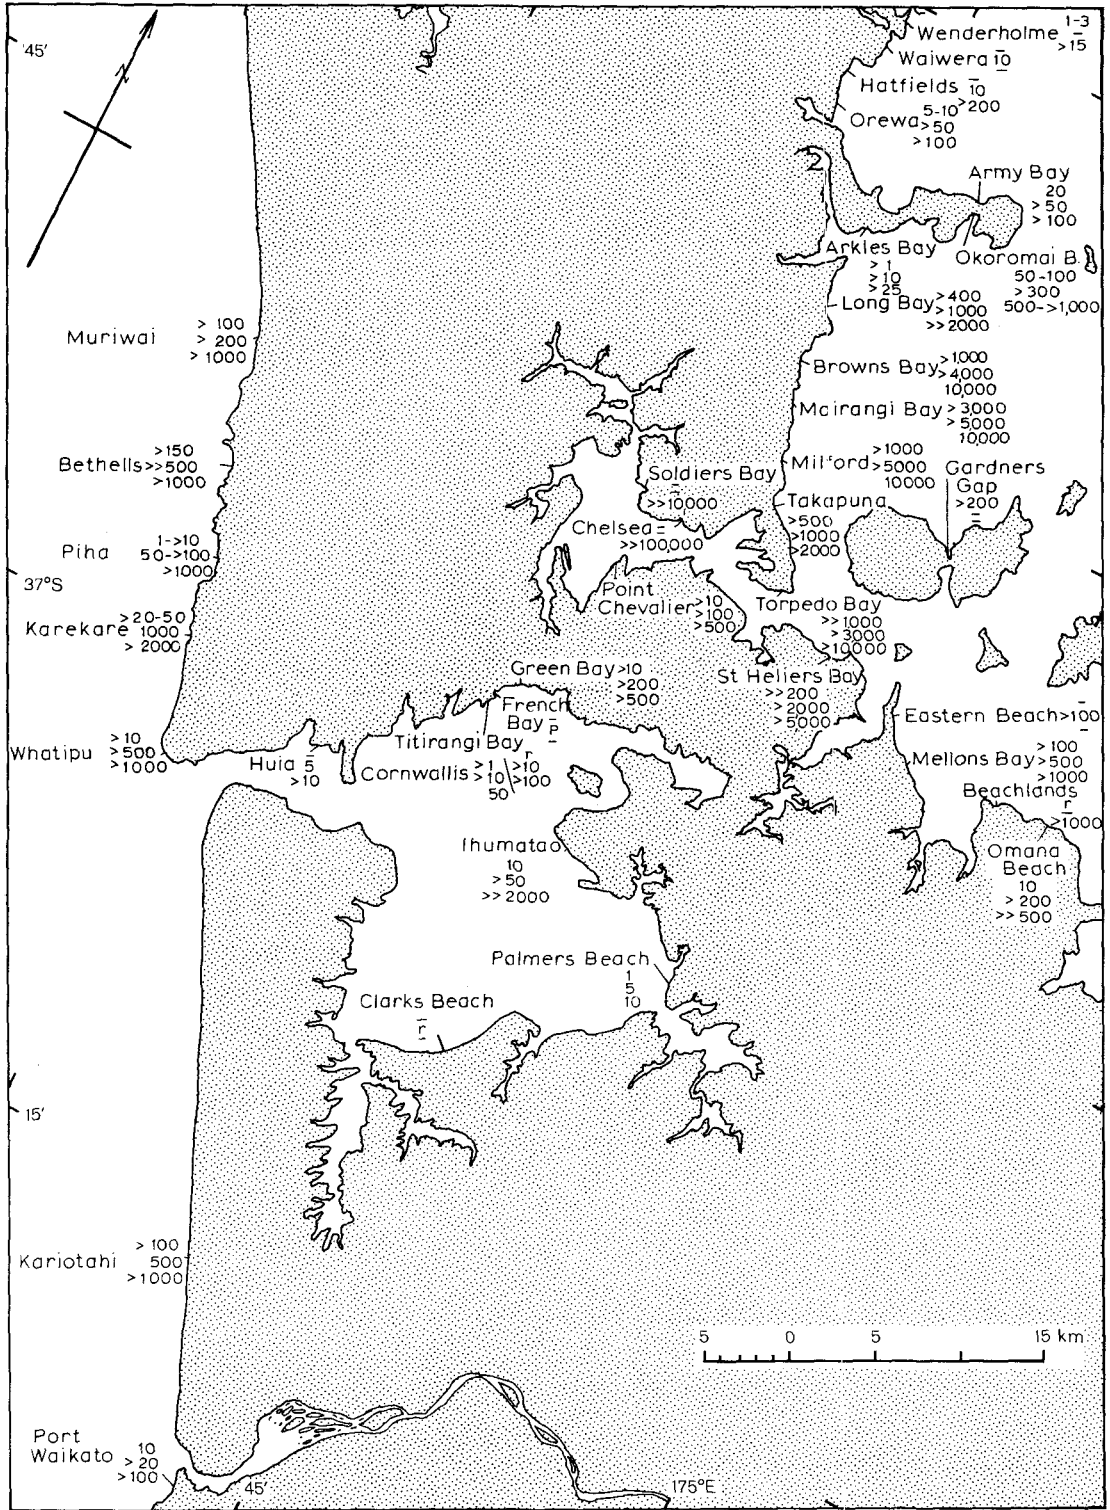 45'
N
Wenderholme 1-3
–
>15
Waiwera –
10
–
Hatfields –
10
>200
Orewa 5-10
>50
>100
Army Bay
20
>50
>100
Arkles Bay
>1
>10
>25
Okoromai B.
50-100
>300
500->1,000
Long Bay >400
>1000
>>2000
Muriwai >100
>200
>1000
Browns Bay >1,000
>4000
10,000
Mairangi Bay >3000
>5000
10,000
Bethells >150
>>500
>1000
Soldiers Bay
–
>>10,000
Milford >1000
>5000
10000
Gardners
Gap
>200
=
Takapuna
>500
>1000
>2000
Chelsea =
>>100,000
Piha 1->10
50->100
>1000
37°S
Point
Chevalier >10
>100
500
Torpedo Bay
>>1000
>3000
>10000
Karekare >20-50
1000
>2000
Green Bay >10
>200
>500
St Heliers Bay
>>200
>2000
>5000
French
Bay –
p
–
Eastern Beach –
>100
–
Titirangi Bay
r
>10
>100
Whatipu >10
>500
>1000
Huia –
5
>10
Cornwallis >1
>10
50
Mellons Bay >100
>500
>1000
Beachlands
r
–
>1000
Ihumatao
10
>50
>>2000
Omana
Beach
10
>200
>>500
Palmers Beach
1
5
10
Clarks Beach
–
r
–
15'
Kariotahi >100
500
>1000
5 0 5 15 km
Port
Waikato 10
>20
>100
45'
175°E